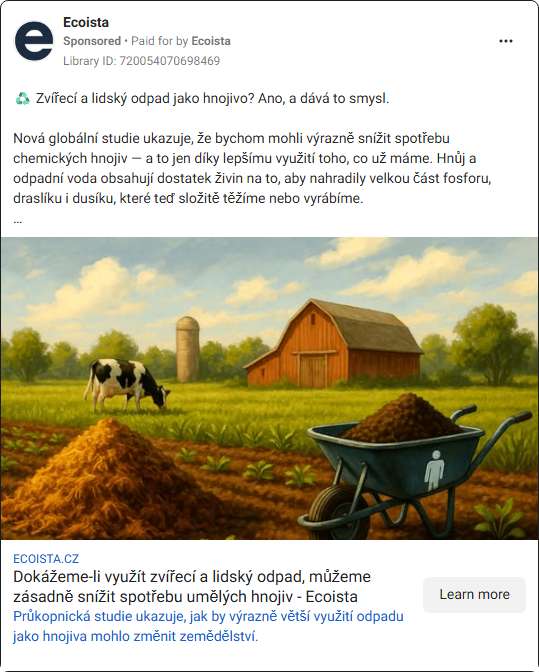 Ecoista
Sponsored • Paid for by Ecoista
Library ID: 720054070698469
♻️ Zvířecí a lidský odpad jako hnojivo? Ano, a dává to smysl.
Nová globální studie ukazuje, že bychom mohli výrazně snížit spotřebu
chemických hnojiv — a to jen díky lepšímu využití toho, co už máme. Hnůj a
odpadní voda obsahují dostatek živin na to, aby nahradily velkou část fosforu,
draslíku i dusíku, které teď složitě těžíme nebo vyrábíme.
...
ECOISTA.CZ
Dokážeme-li využít zvířecí a lidský odpad, můžeme
zásadně snížit spotřebu umělých hnojiv - Ecoista
Průkopnická studie ukazuje, jak by výrazně větší využití odpadu
jako hnojiva mohlo změnit zemědělství.
Learn more